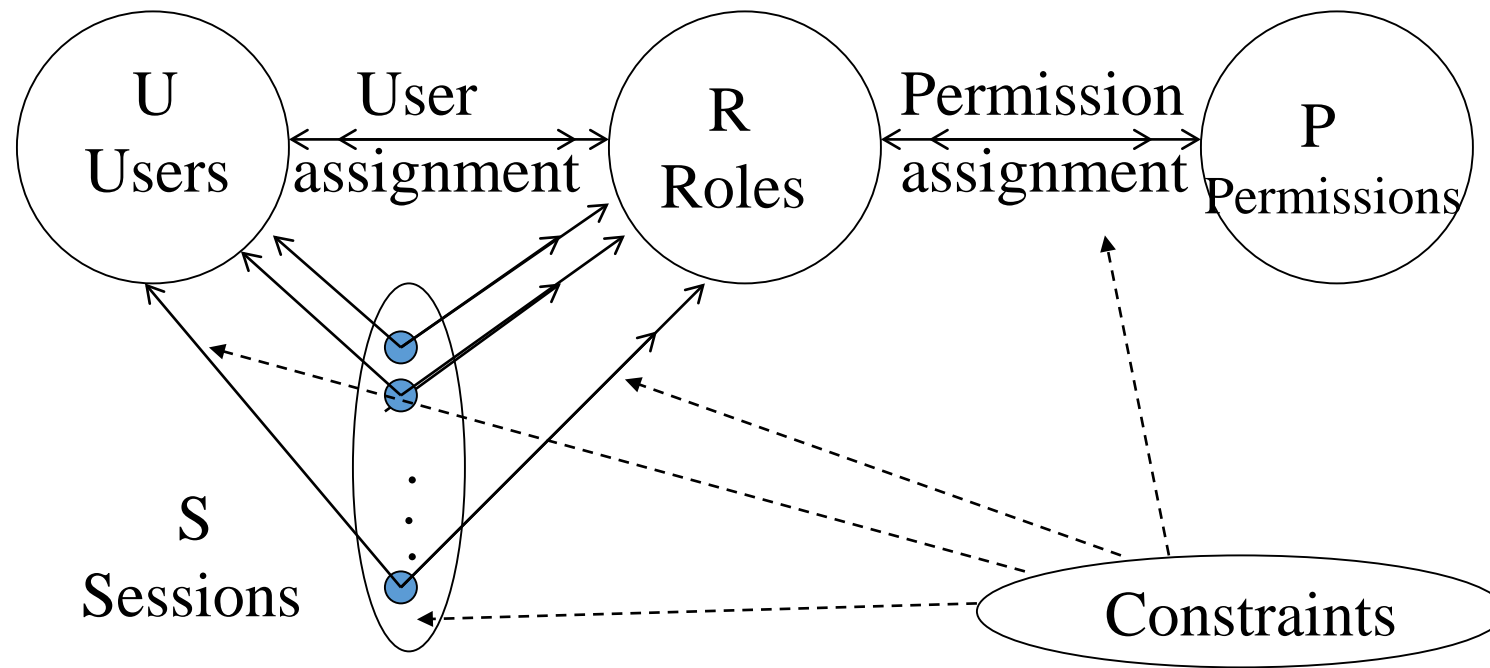 U
Users
User
assignment
R
Roles
Permission
assignment
P
Permissions
S
Sessions
Constraints